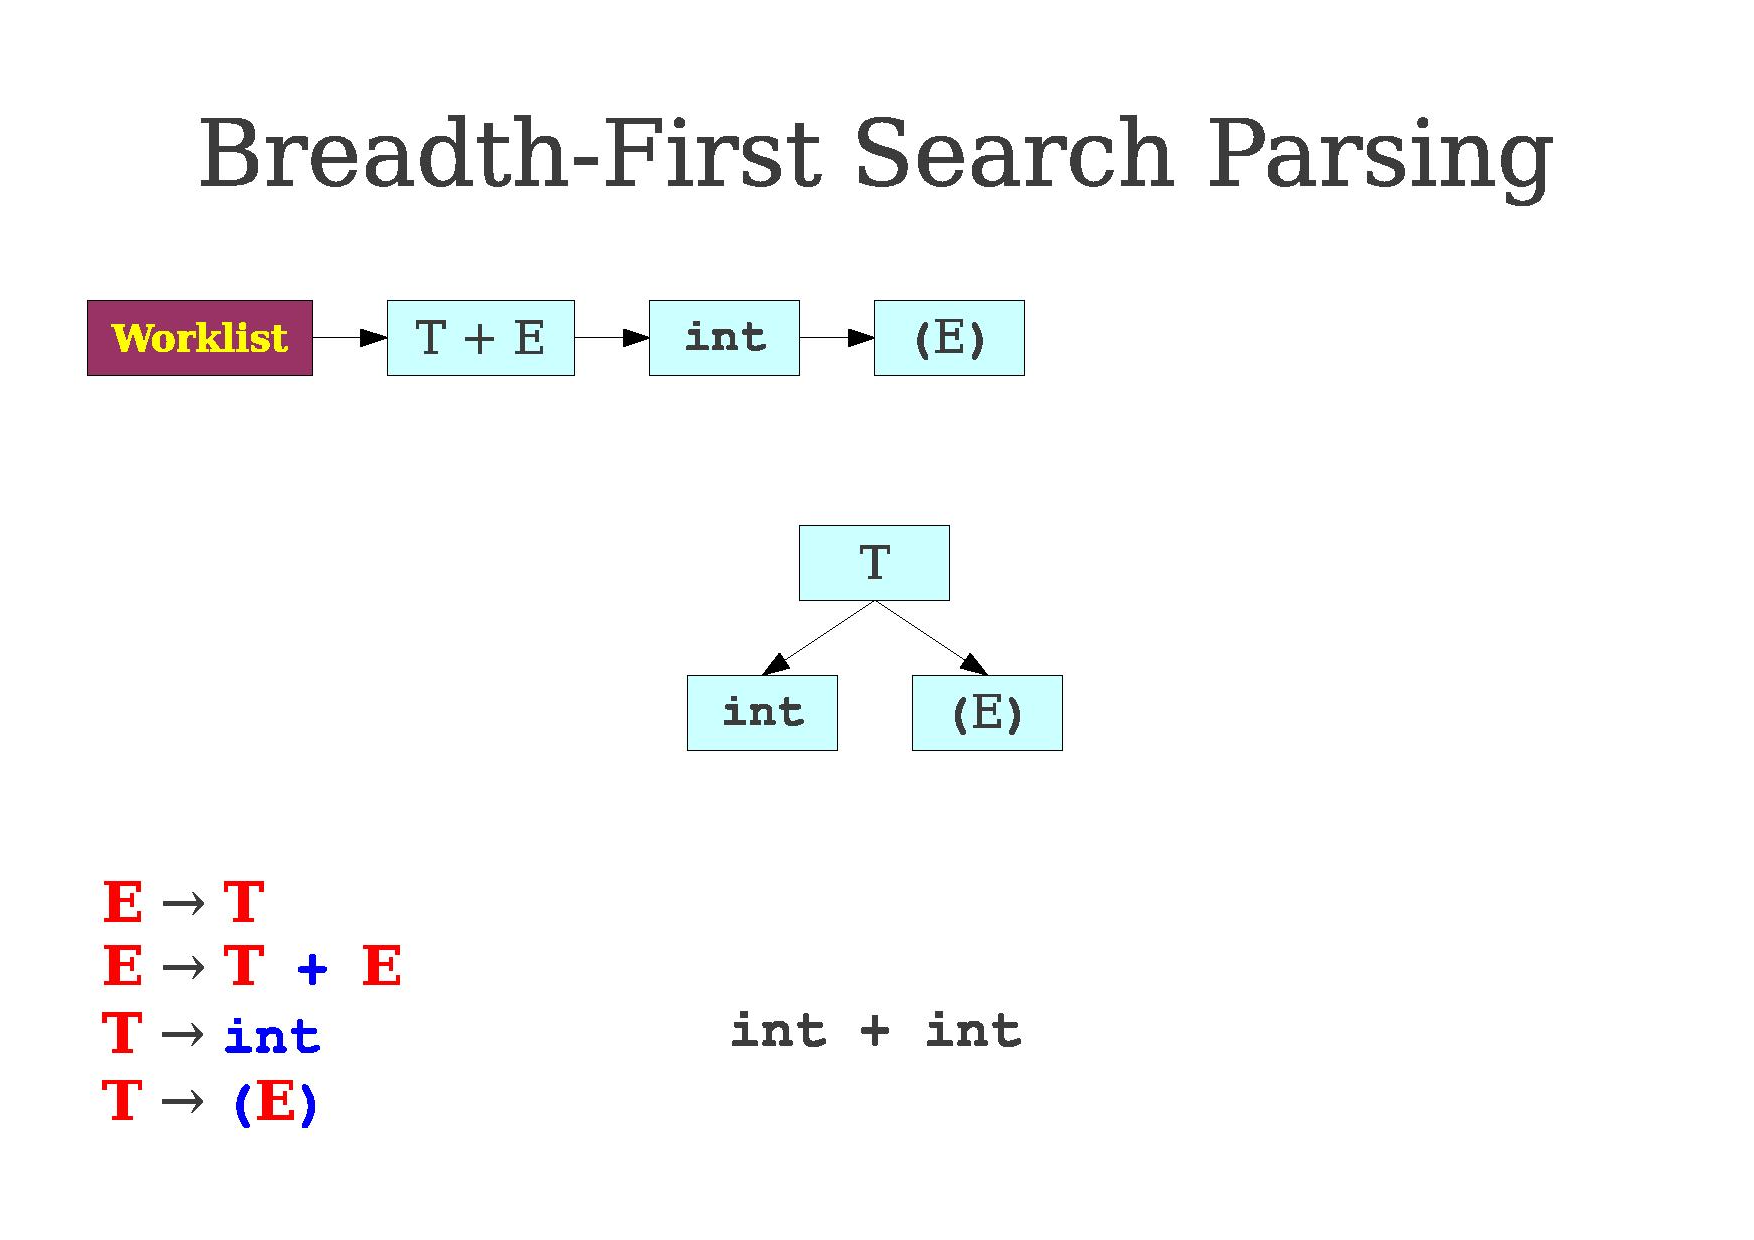 Breadth-First Search Parsing
Worklist T + E int (E)
T
int (E)
E → T
E → T + E
T → int
int + int
T → (E)